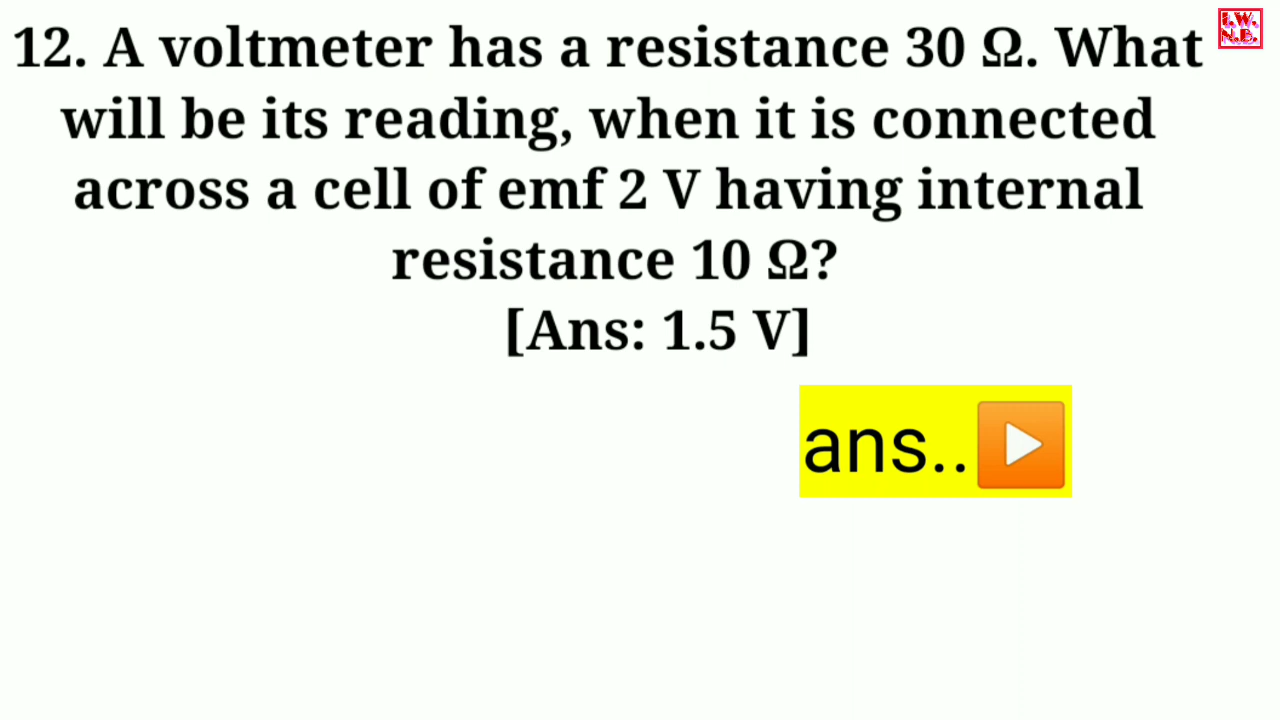 12. A voltmeter has a resistance 30 Ω. What
will be its reading, when it is connected
across a cell of emf 2 V having internal
resistance 10 Ω?
[Ans: 1.5 V]
ans..
I.W.
N.B.